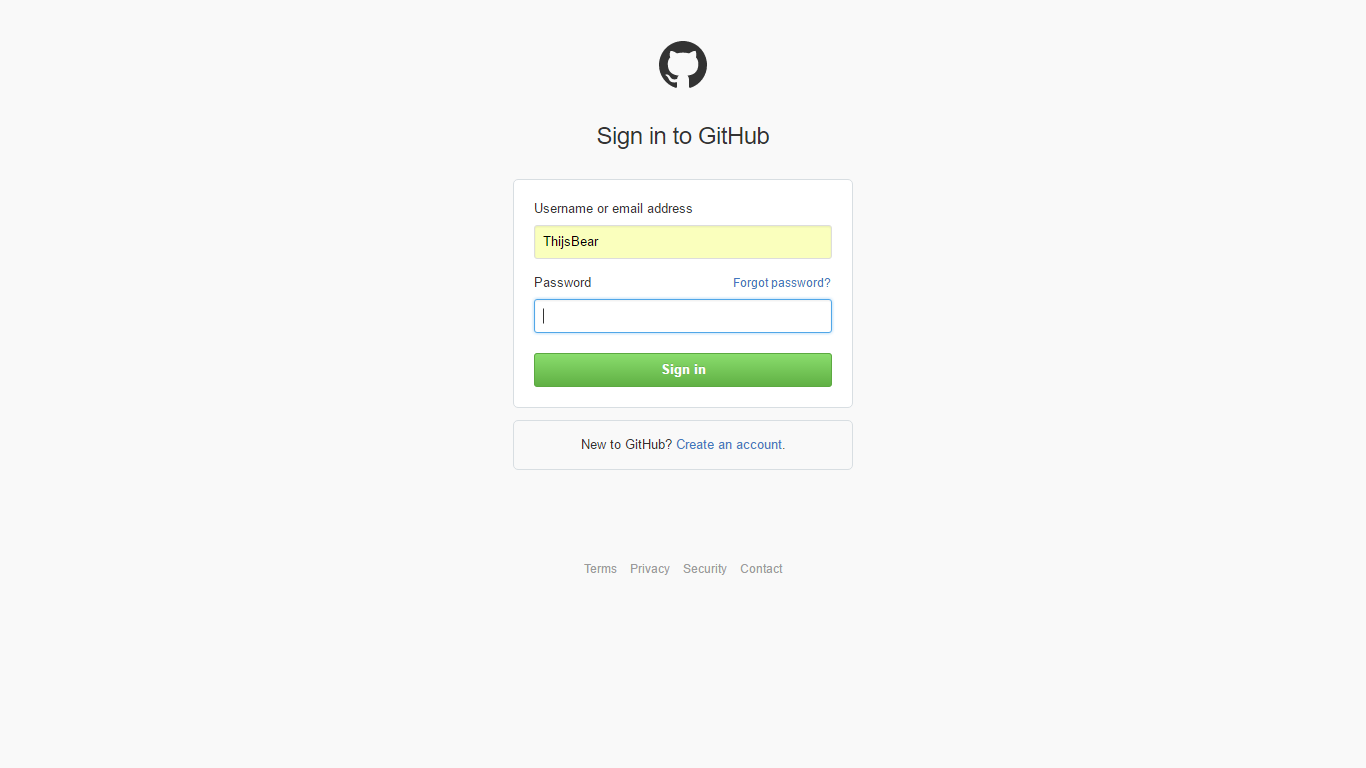 Sign in to GitHub
Username or email address
ThijsBear
Password Forgot password?
Sign in
New to GitHub? Create an account.
Terms Privacy Security Contact